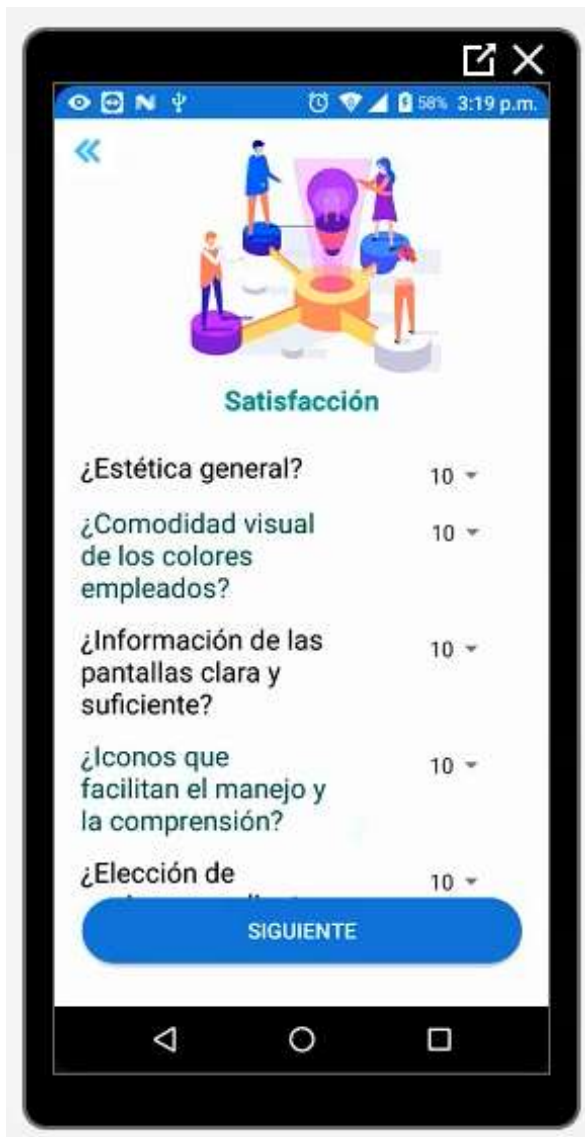 58% 3:19 p.m.
Satisfacción
¿Estética general?
10
¿Comodidad visual
de los colores
empleados?
10
¿Información de las
pantallas clara y
suficiente?
10
¿Iconos que
facilitan el manejo y
la comprensión?
10
¿Elección de
10
SIGUIENTE